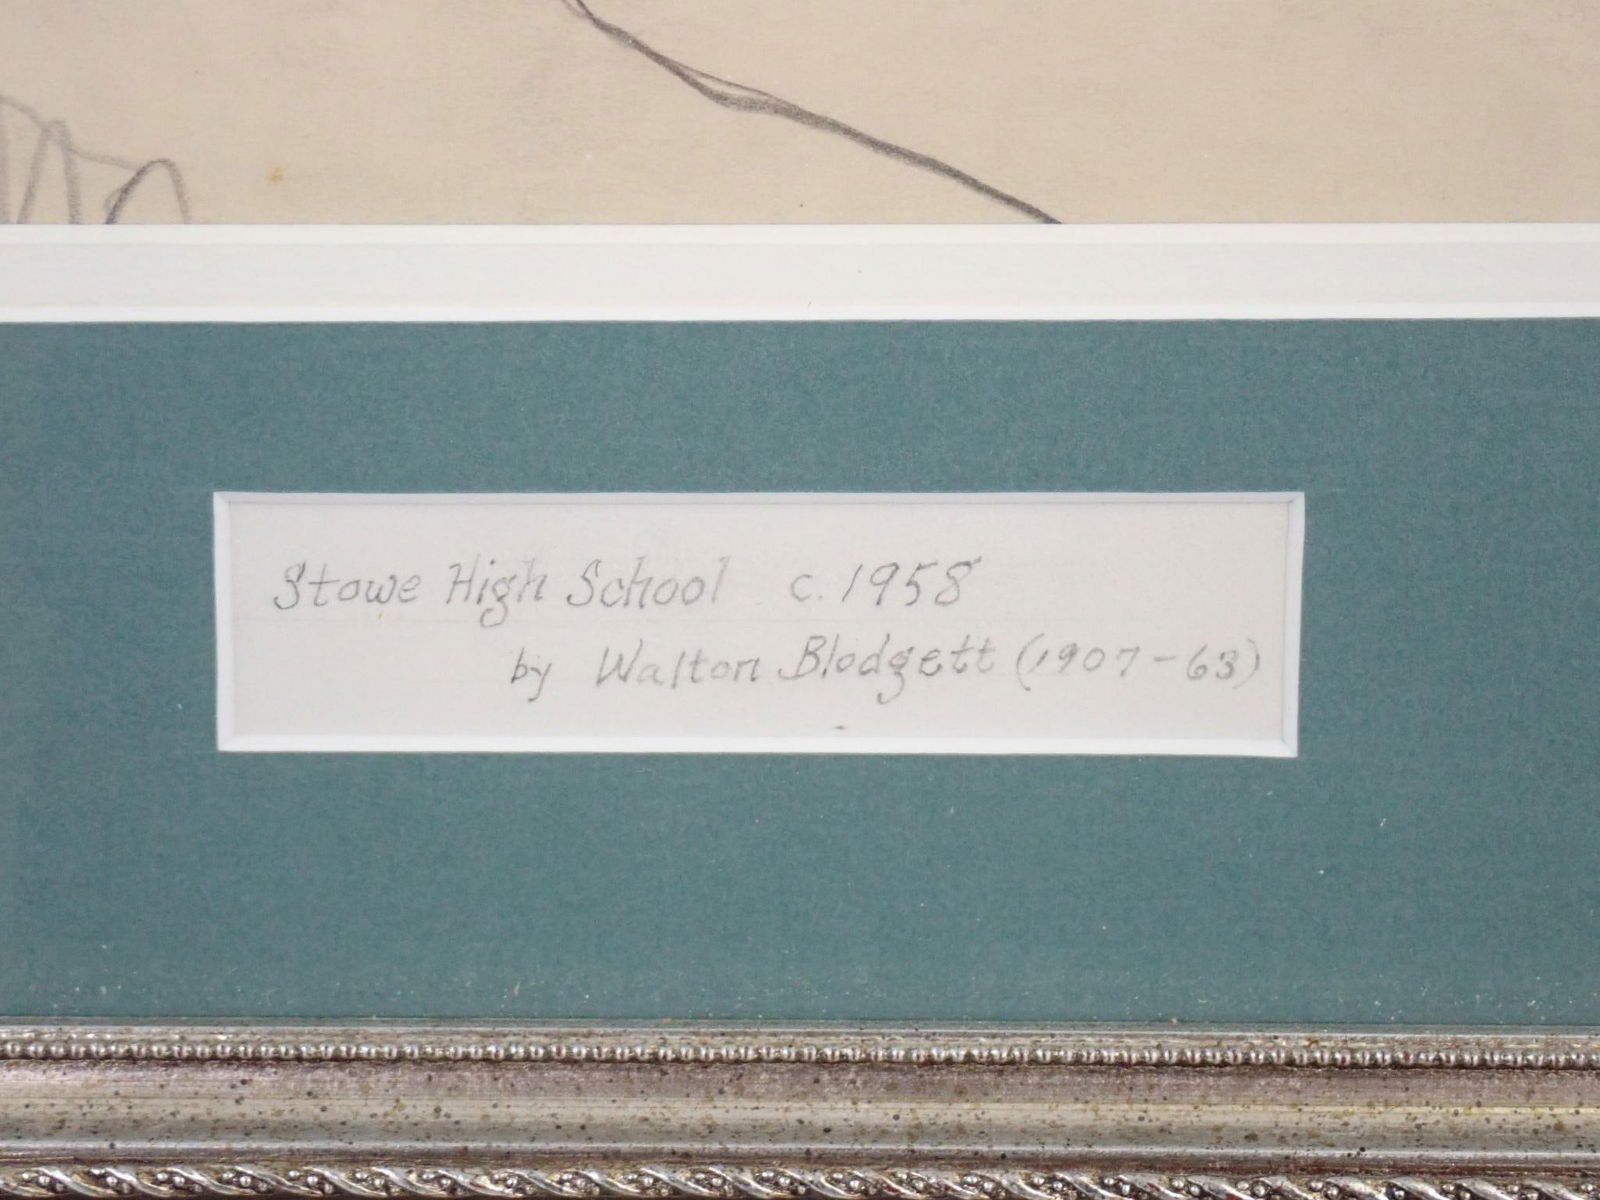 Stowe High School c. 1958
by Walton Blodgett (1907-63)